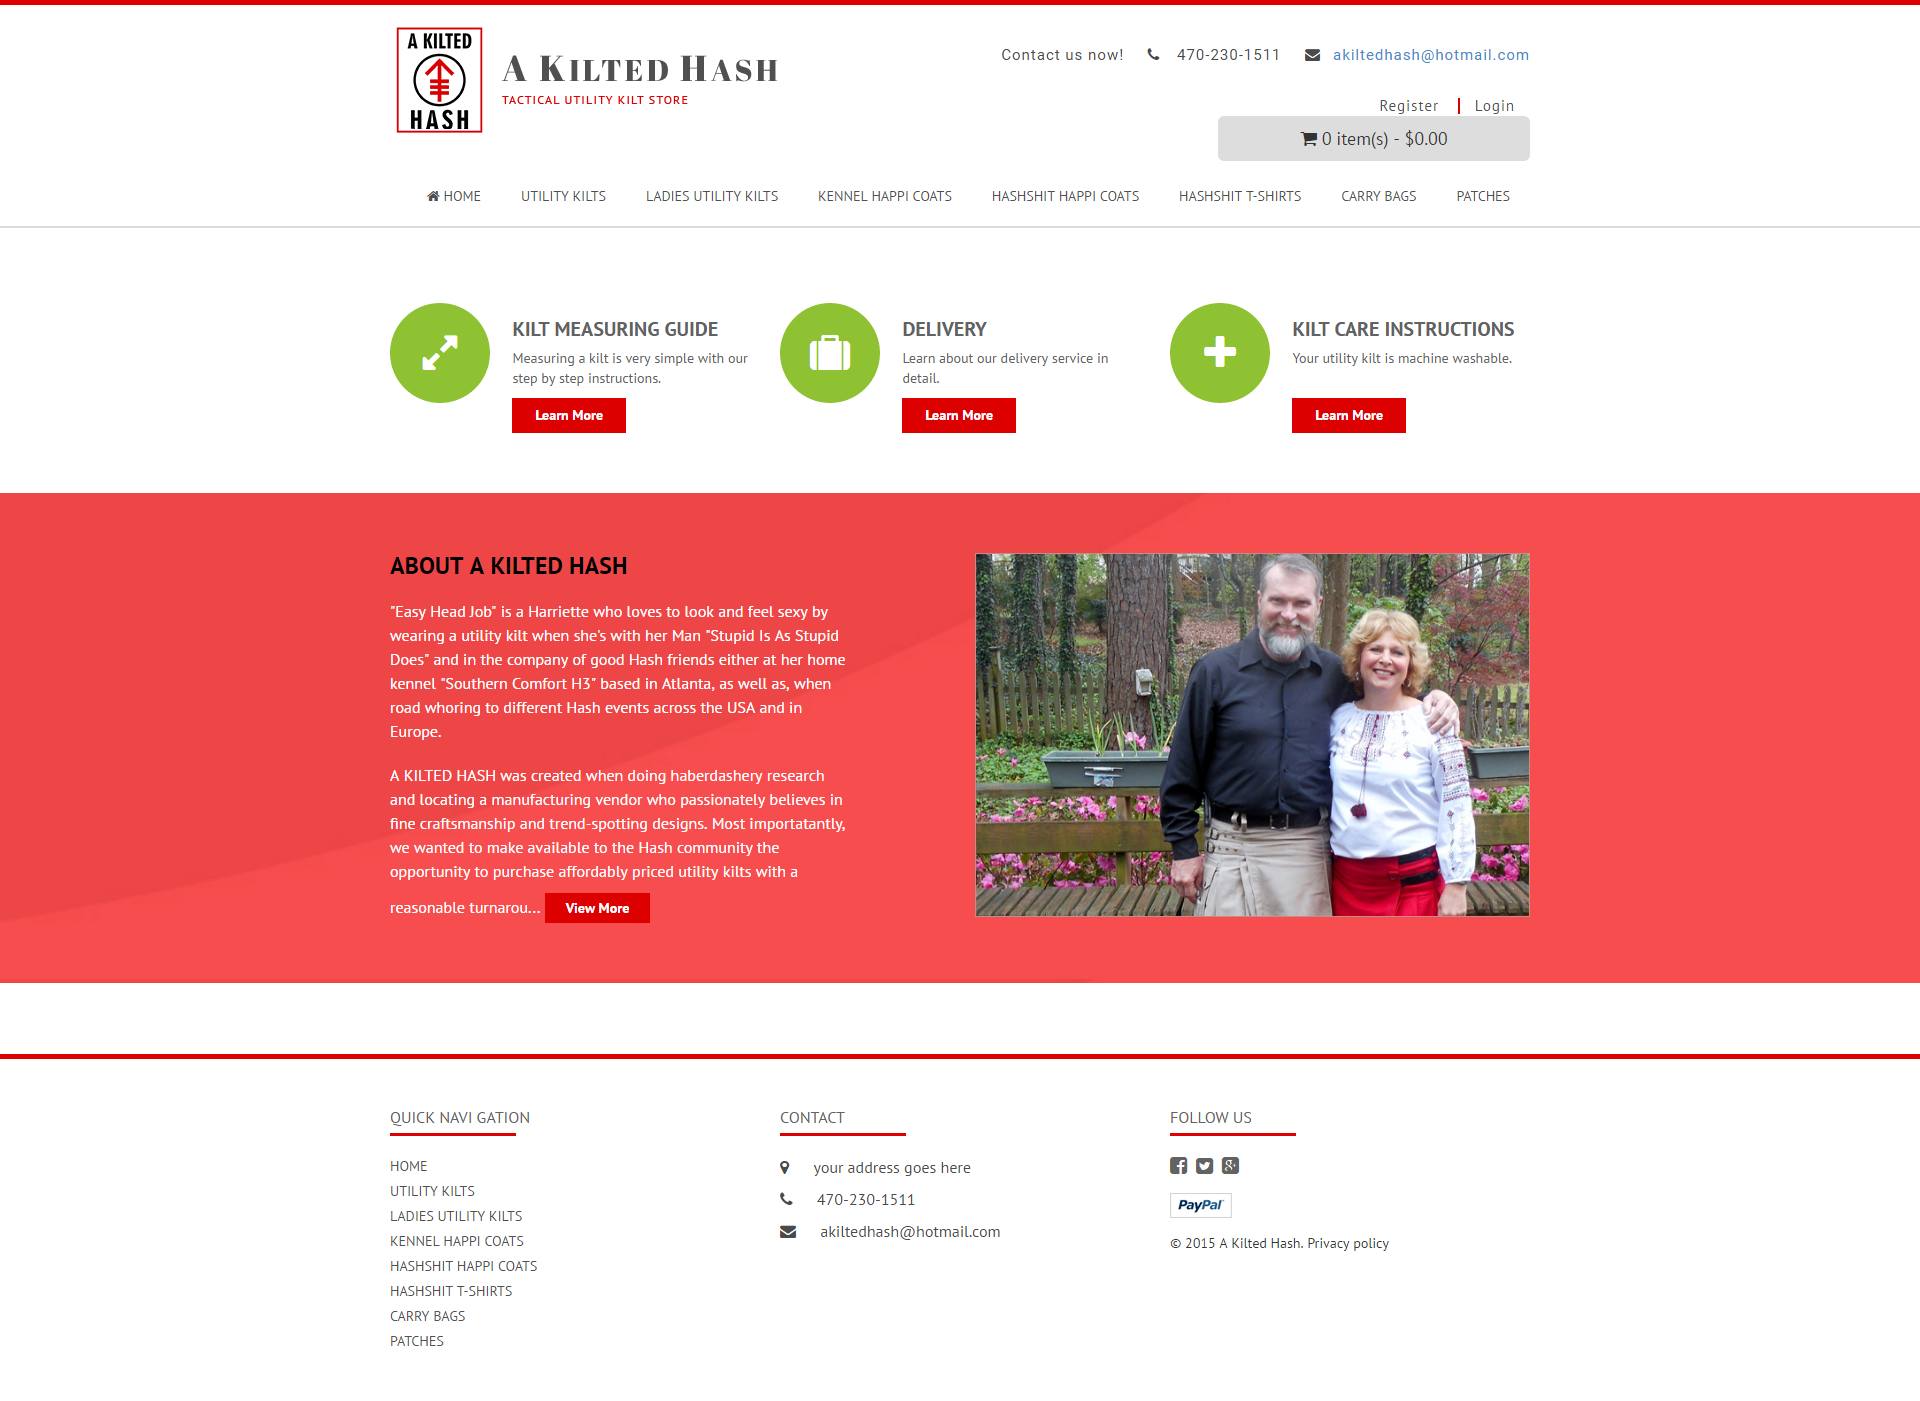 A KILTED
HASH
A KILTED HASH
TACTICAL UTILITY KILT STORE
Contact us now! 470-230-1511 akiltedhash@hotmail.com
Register Login
0 item(s) - $0.00
HOME UTILITY KILTS LADIES UTILITY KILTS KENNEL HAPPI COATS HASHSHIT HAPPI COATS HASHSHIT T-SHIRTS CARRY BAGS PATCHES
KILT MEASURING GUIDE
Measuring a kilt is very simple with our
step by step instructions.
Learn More
DELIVERY
Learn about our delivery service in
detail.
Learn More
KILT CARE INSTRUCTIONS
Your utility kilt is machine washable.
Learn More
ABOUT A KILTED HASH
"Easy Head Job" is a Harriette who loves to look and feel sexy by
wearing a utility kilt when she's with her Man "Stupid Is As Stupid
Does" and in the company of good Hash friends either at her home
kennel "Southern Comfort H3" based in Atlanta, as well as, when
road whoring to different Hash events across the USA and in
Europe.
A KILTED HASH was created when doing haberdashery research
and locating a manufacturing vendor who passionately believes in
fine craftsmanship and trend-spotting designs. Most importatantly,
we wanted to make available to the Hash community the
opportunity to purchase affordably priced utility kilts with a
reasonable turnarou... View More
QUICK NAVI GATION
HOME
UTILITY KILTS
LADIES UTILITY KILTS
KENNEL HAPPI COATS
HASHSHIT HAPPI COATS
HASHSHIT T-SHIRTS
CARRY BAGS
PATCHES
CONTACT
your address goes here
470-230-1511
akiltedhash@hotmail.com
FOLLOW US
PayPal
© 2015 A Kilted Hash. Privacy policy